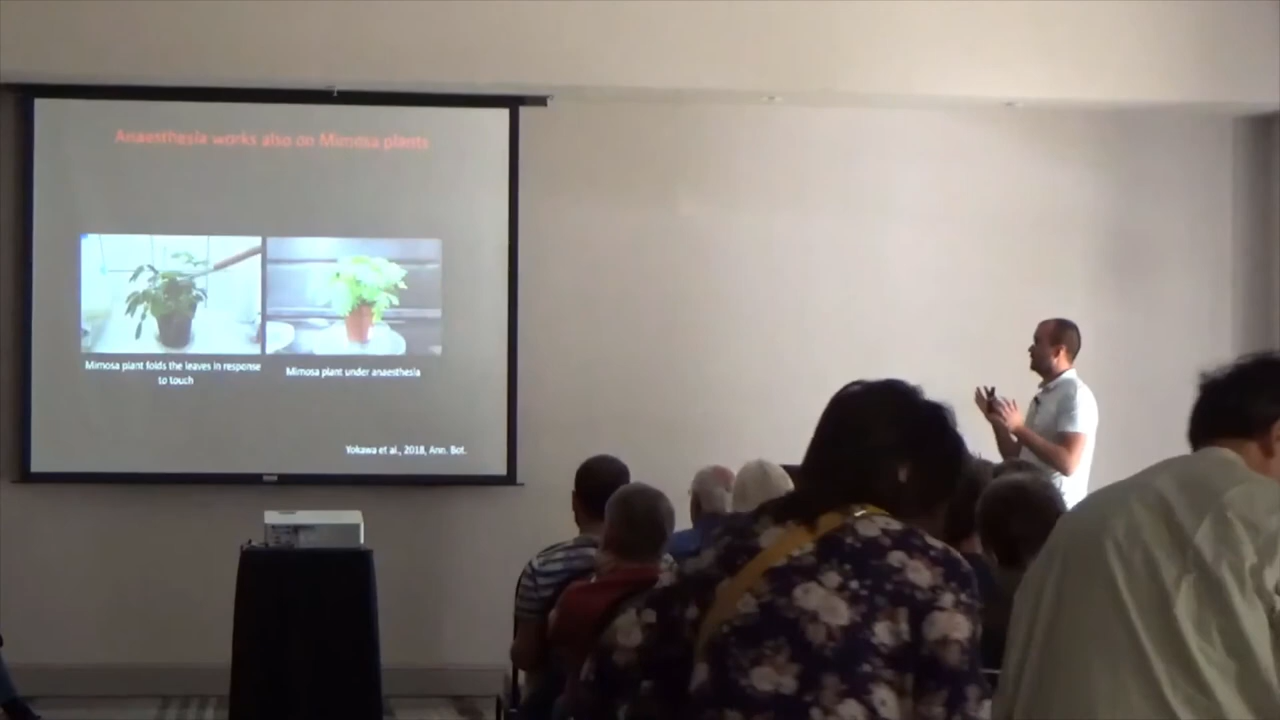 Anaesthesia works also on Mimosa plants
Mimosa plant folds the leaves in response
to touch
Mimosa plant under anaesthesia
Yokawa et al., 2018, Ann. Bot.